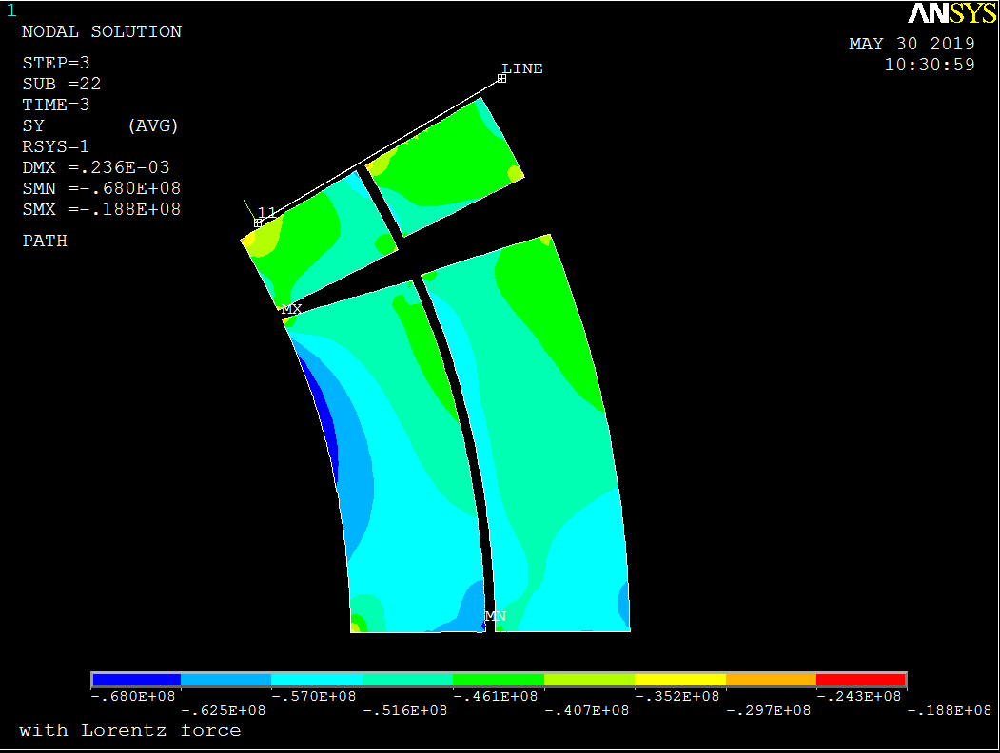 1
ANSYS
NODAL SOLUTION
MAY 30 2019
10:30:59
STEP=3
SUB =22
TIME=3
SY (AVG)
RSYS=1
DMX =.236E-03
SMN =-.680E+08
SMX =-.188E+08
PATH
LINE
11
MX
MN
-.680E+08 -.570E+08 -.461E+08 -.352E+08 -.243E+08
-.625E+08 -.516E+08 -.407E+08 -.297E+08 -.188E+08
with Lorentz force